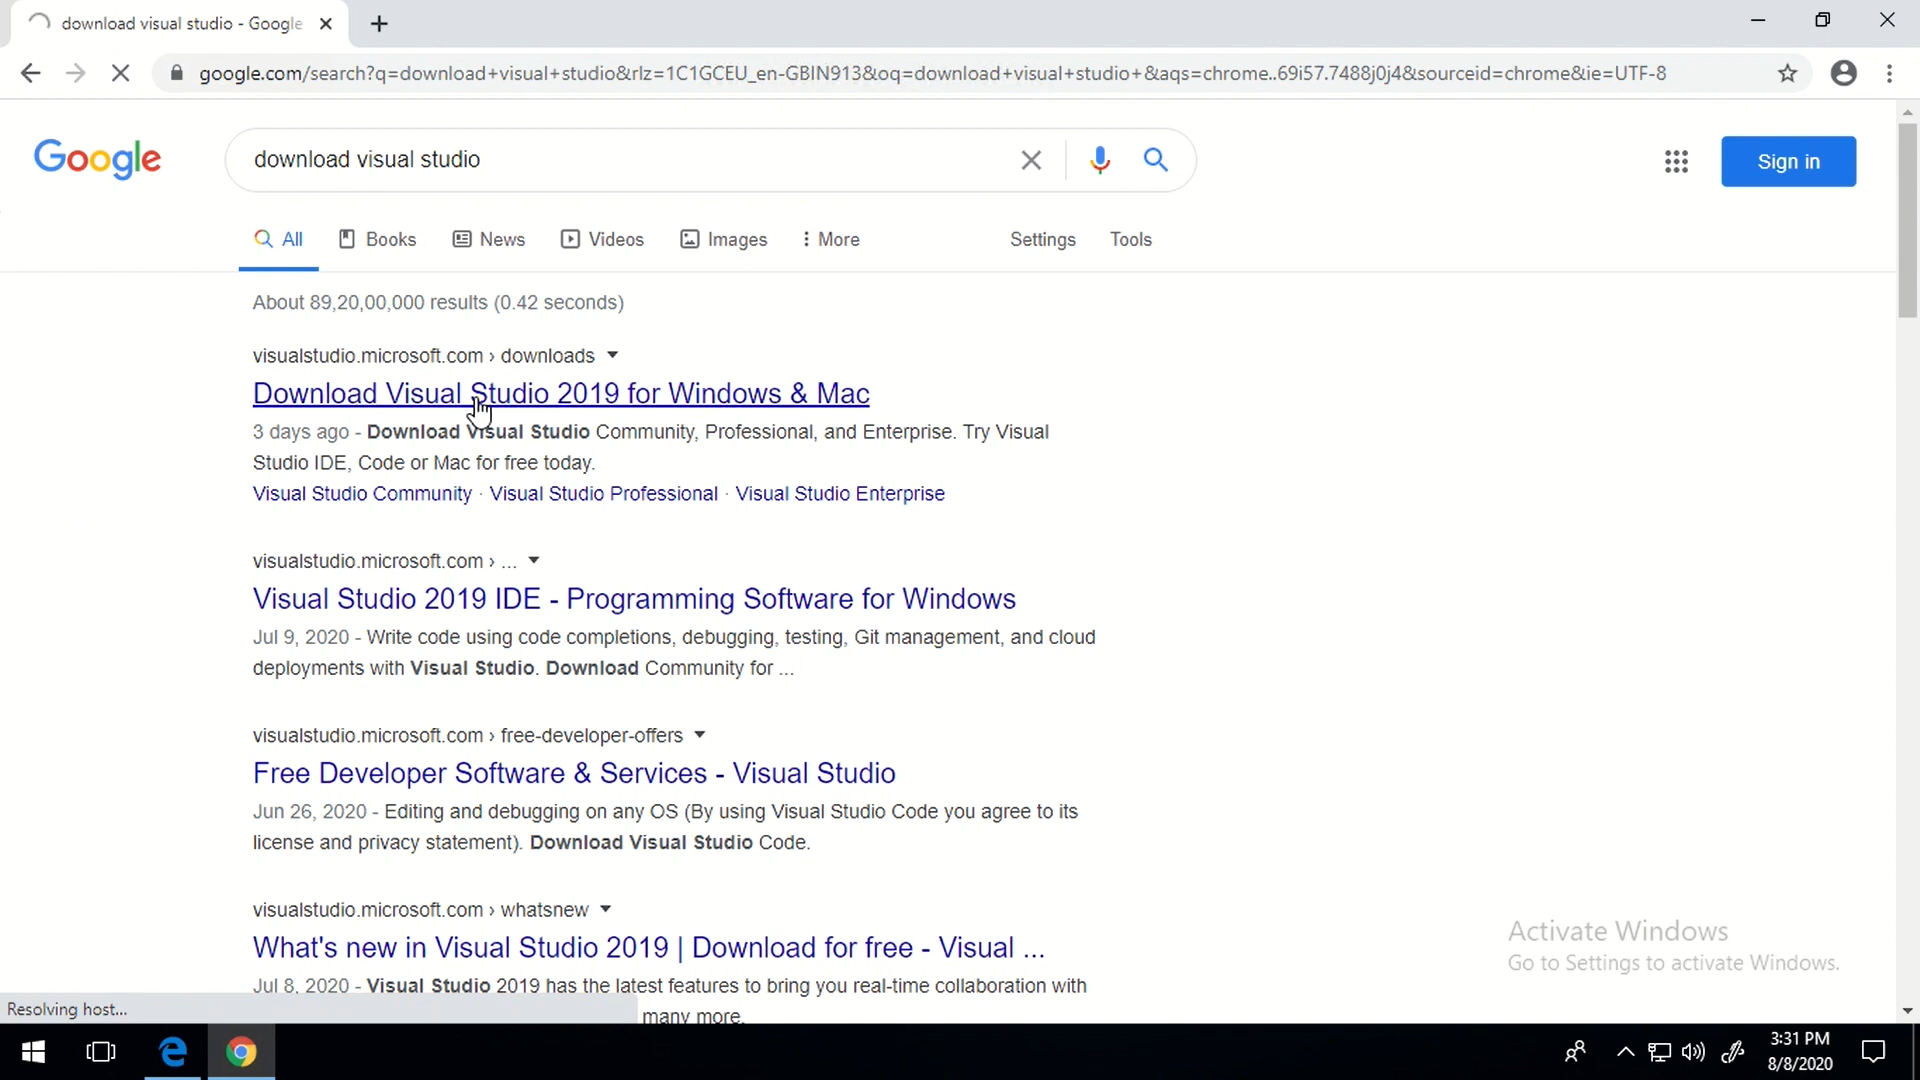 download visual studio - Google
google.com/search?q=download+visual+studio&rlz=1C1GCEU_en-GBIN913&oq=download+visual+studio+&aqs=chrome..69i57.7488j0j4&sourceid=chrome&ie=UTF-8
Google
download visual studio
Sign in
All
Books
News
Videos
Images
More
Settings
Tools
About 89,20,00,000 results (0.42 seconds)
visualstudio.microsoft.com › downloads
Download Visual Studio 2019 for Windows & Mac
3 days ago - Download Visual Studio Community, Professional, and Enterprise. Try Visual
Studio IDE, Code or Mac for free today.
Visual Studio Community · Visual Studio Professional · Visual Studio Enterprise
visualstudio.microsoft.com › ...
Visual Studio 2019 IDE - Programming Software for Windows
Jul 9, 2020 - Write code using code completions, debugging, testing, Git management, and cloud
deployments with Visual Studio. Download Community for ...
visualstudio.microsoft.com › free-developer-offers
Free Developer Software & Services - Visual Studio
Jun 26, 2020 - Editing and debugging on any OS (By using Visual Studio Code you agree to its
license and privacy statement). Download Visual Studio Code.
visualstudio.microsoft.com › whatsnew
What's new in Visual Studio 2019 | Download for free - Visual ...
Jul 8, 2020 - Visual Studio 2019 has the latest features to bring you real-time collaboration with
many more.
Activate Windows
Go to Settings to activate Windows.
Resolving host...
3:31 PM
8/8/2020